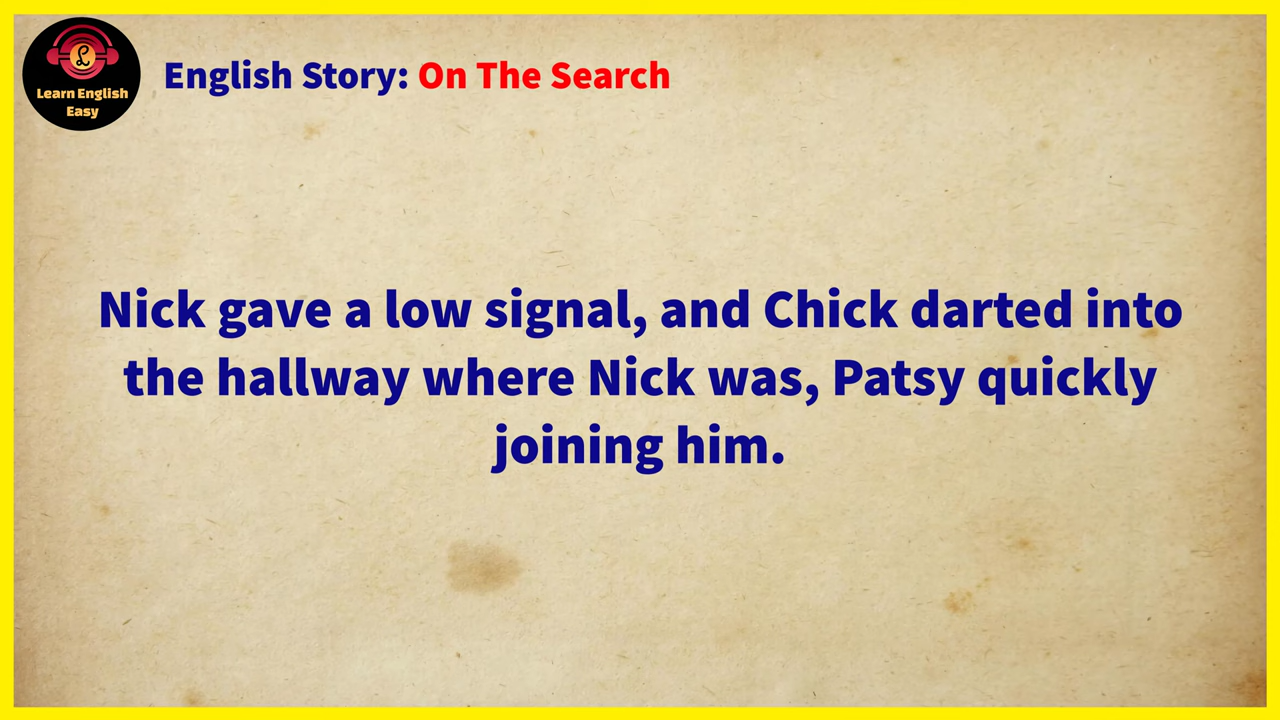 Learn English
Easy
English Story: On The Search
Nick gave a low signal, and Chick darted into
the hallway where Nick was, Patsy quickly
joining him.